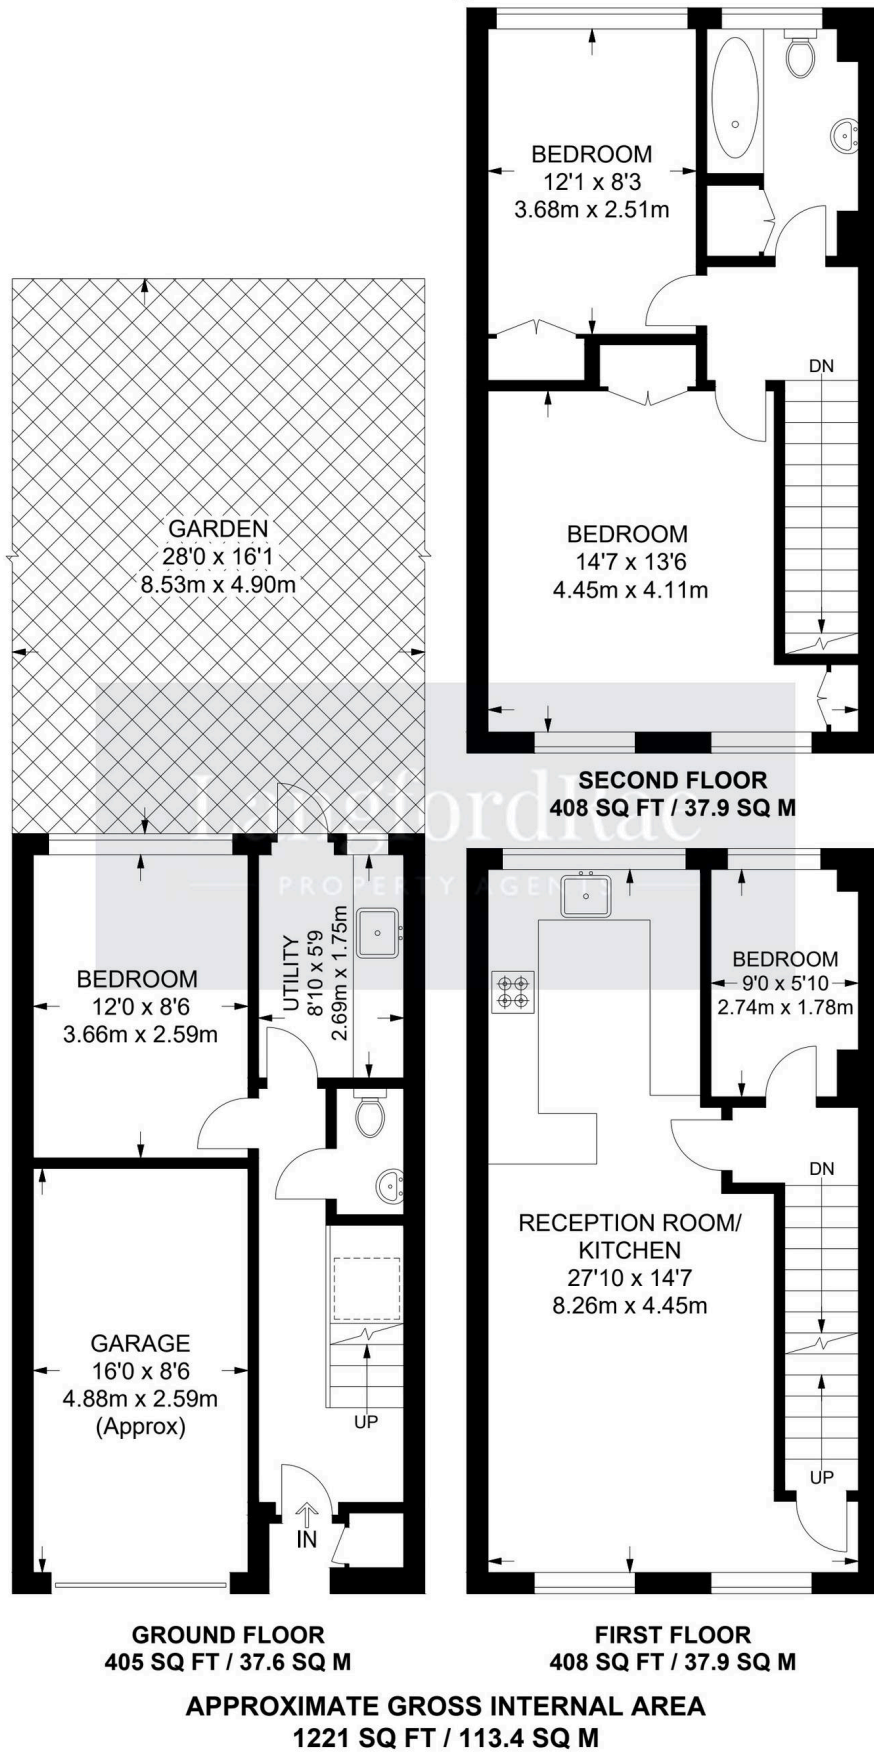 BEDROOM
12'1 x 8'3
3.68m x 2.51m
DN
BEDROOM
14'7 x 13'6
4.45m x 4.11m
SECOND FLOOR
408 SQ FT / 37.9 SQ M
GARDEN
28'0 x 16'1
8.53m x 4.90m
LangfordRae
PROPERTY AGENTS
BEDROOM
12'0 x 8'6
3.66m x 2.59m
UTILITY
8'10 x 5'9
2.69m x 1.75m
GARAGE
16'0 x 8'6
4.88m x 2.59m
(Approx)
UP
IN
GROUND FLOOR
405 SQ FT / 37.6 SQ M
BEDROOM
9'0 x 5'10
2.74m x 1.78m
DN
RECEPTION ROOM/
KITCHEN
27'10 x 14'7
8.26m x 4.45m
UP
FIRST FLOOR
408 SQ FT / 37.9 SQ M
APPROXIMATE GROSS INTERNAL AREA
1221 SQ FT / 113.4 SQ M